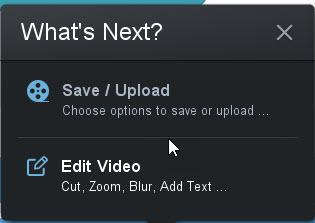 What's Next?
Save / Upload
Choose options to save or upload ...
Edit Video
Cut, Zoom, Blur, Add Text ...